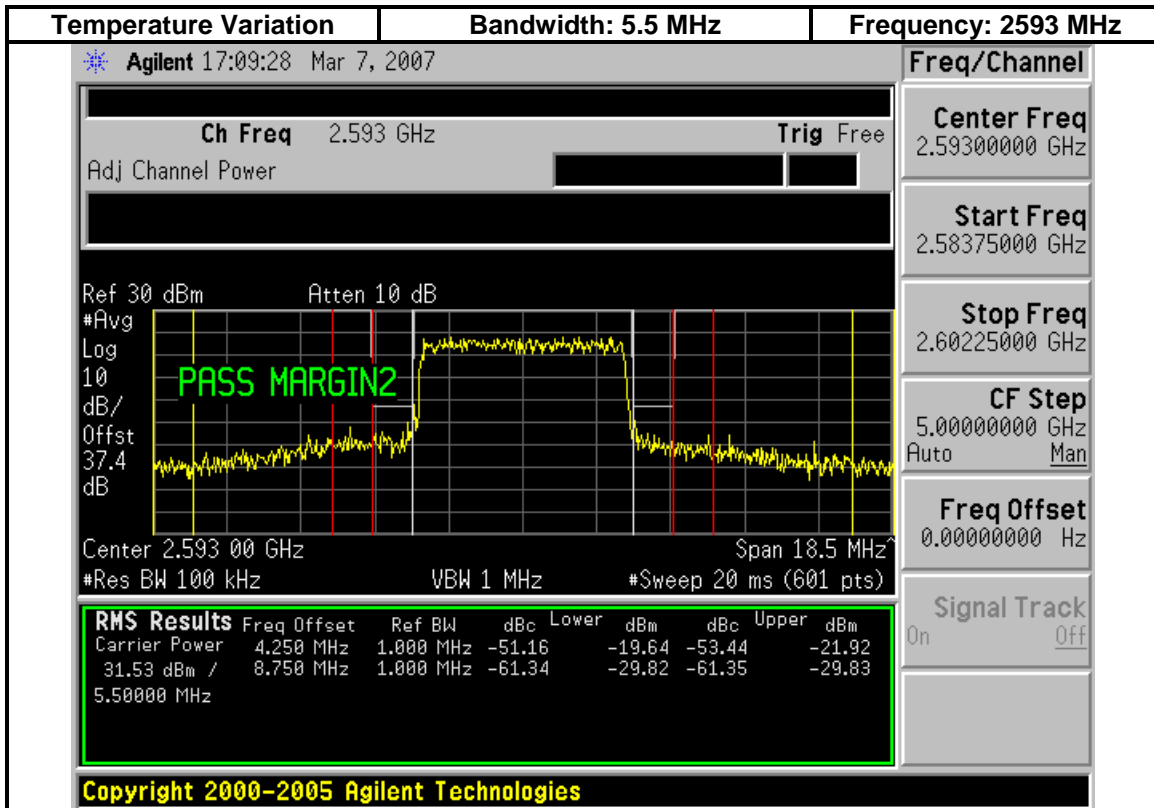 Temperature Variation Bandwidth: 5.5 MHz Frequency: 2593 MHz
Agilent 17:09:28 Mar 7, 2007 Freq/Channel
Ch Freq 2.593 GHz Trig Free
Adj Channel Power
Center Freq
2.59300000 GHz
Start Freq
2.58375000 GHz
Stop Freq
2.60225000 GHz
CF Step
5.00000000 GHz
Auto Man
Freq Offset
0.00000000 Hz
Signal Track
On Off
Ref 30 dBm Atten 10 dB
#Avg
Log
10
dB/
Offst
37.4
dB
PASS MARGIN2
Center 2.593 00 GHz Span 18.5 MHz^
#Res BW 100 kHz VBW 1 MHz #Sweep 20 ms (601 pts)
RMS Results Freq Offset Ref BW dBc Lower dBm dBc Upper dBm
Carrier Power 4.250 MHz 1.000 MHz -51.16 -19.64 -53.44 -21.92
31.53 dBm / 8.750 MHz 1.000 MHz -61.34 -29.82 -61.35 -29.83
5.50000 MHz
Copyright 2000-2005 Agilent Technologies